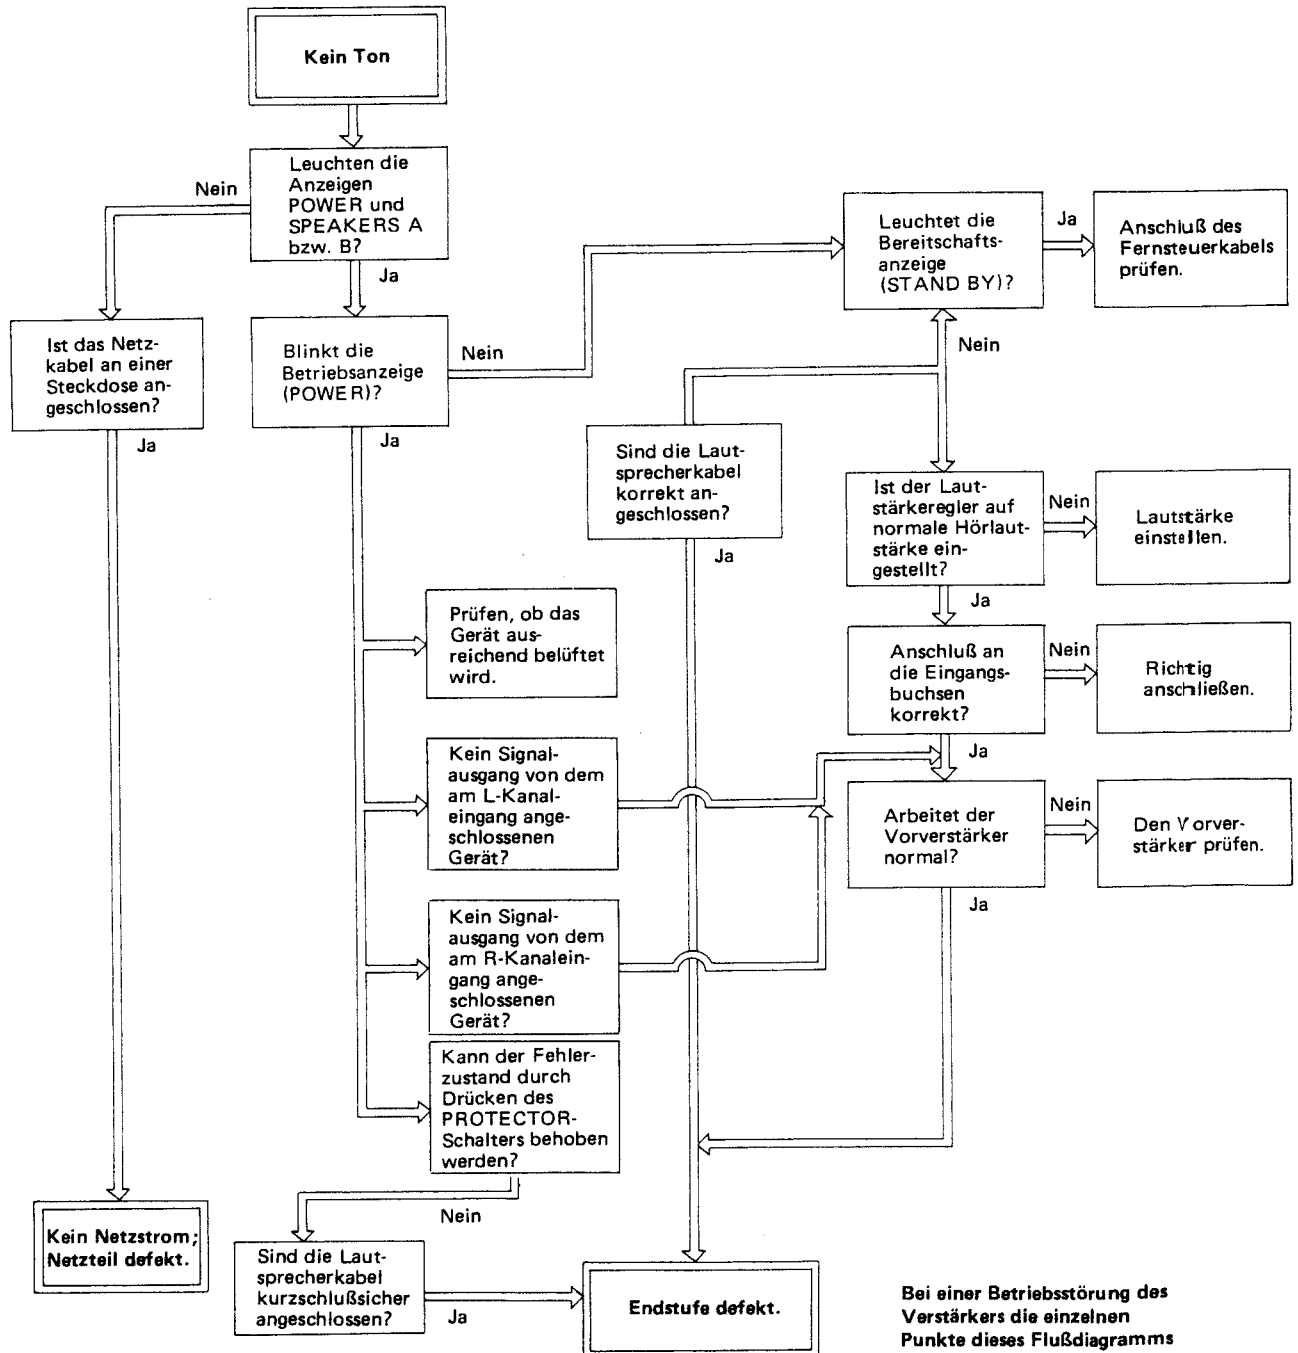 Kein Ton
Leuchten die
Anzeigen
POWER und
SPEAKERS A
bzw. B?
Nein
Ja
Leuchtet die
Bereitschafts-
anzeige
(STAND BY)?
Ja
Anschluß des
Fernsteuerkabels
prüfen.
Nein
Ist das Netz-
kabel an einer
Steckdose an-
geschlossen?
Ja
Blinkt die
Betriebsanzeige
(POWER)?
Nein
Ja
Sind die Laut-
sprecherkabel
korrekt an-
geschlossen?
Ja
Ist der Laut-
stärkeregler auf
normale Hörlaut-
stärke ein-
gestellt?
Nein
Ja
Lautstärke
einstellen.
Prüfen, ob das
Gerät aus-
reichend belüftet
wird.
Anschluß an
die Eingangs-
buchsen
korrekt?
Nein
Ja
Richtig
anschließen.
Kein Signal-
ausgang von dem
am L-Kanal-
eingang ange-
schlossenen
Gerät?
Arbeitet der
Vorverstärker
normal?
Nein
Ja
Den Vorver-
stärker prüfen.
Kein Signal-
ausgang von dem
am R-Kanalein-
gang ange-
schlossenen
Gerät?
Kann der Fehler-
zustand durch
Drücken des
PROTECTOR-
Schalters behoben
werden?
Nein
Kein Netzstrom;
Netzteil defekt.
Sind die Laut-
sprecherkabel
kurzschlußsicher
angeschlossen?
Ja
Endstufe defekt.
Bei einer Betriebsstörung des
Verstärkers die einzelnen
Punkte dieses Flußdiagramms